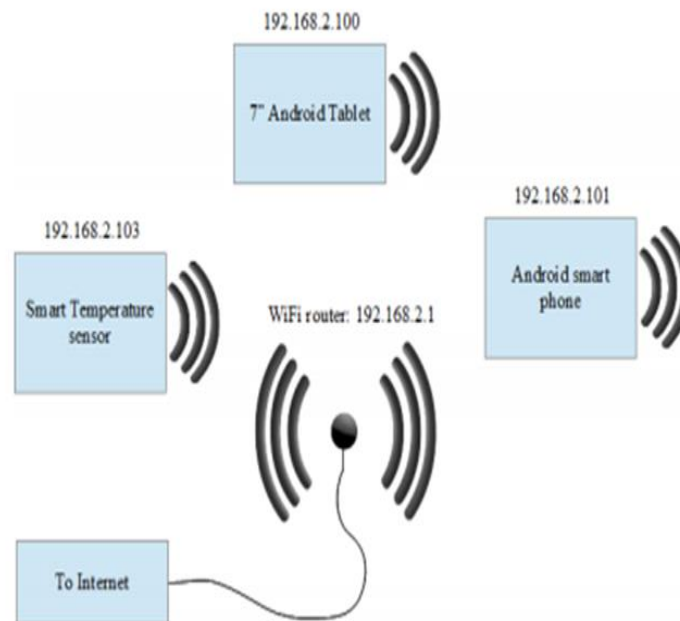 192.168.2.100
7" Android Tablet
192.168.2.101
Android smart
phone
192.168.2.103
Smart Temperature
sensor
WiFi router: 192.168.2.1
To Internet